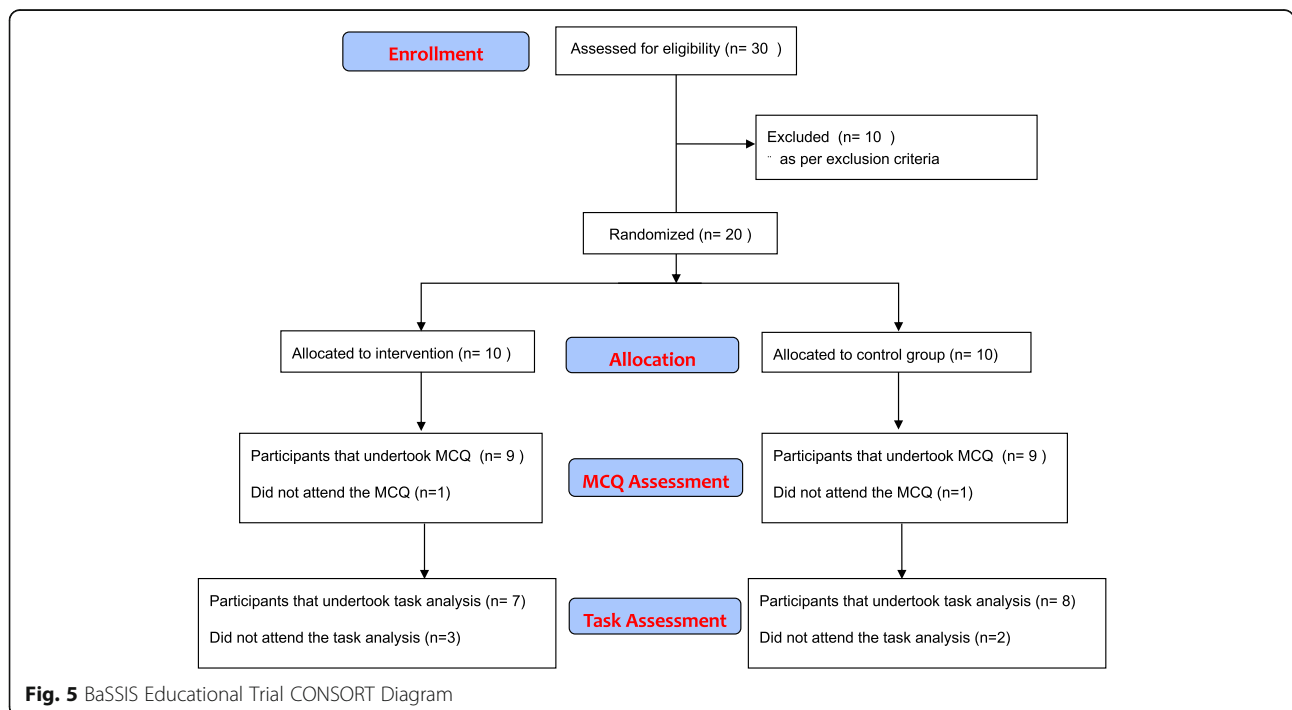 Enrollment
Assessed for eligibility (n= 30 )
Excluded (n= 10 )
¨ as per exclusion criteria
Randomized (n= 20 )
Allocated to intervention (n= 10 )
Allocation
Allocated to control group (n= 10)
Participants that undertook MCQ (n= 9 )
Did not attend the MCQ (n=1)
MCQ Assessment
Participants that undertook MCQ (n= 9 )
Did not attend the MCQ (n=1)
Participants that undertook task analysis (n= 7)
Did not attend the task analysis (n=3)
Task Assessment
Participants that undertook task analysis (n= 8)
Did not attend the task analysis (n=2)
Fig. 5 BaSSIS Educational Trial CONSORT Diagram